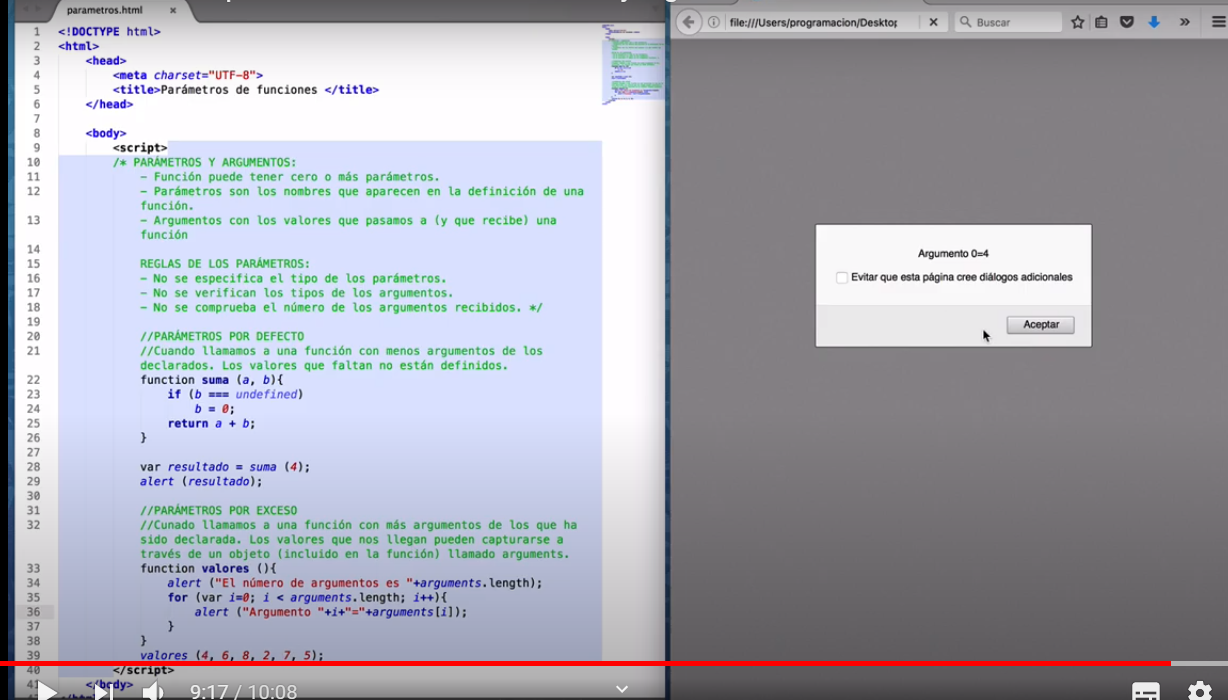 parametros.html
1 <!DOCTYPE html>
2 <html>
3 <head>
4 <meta charset="UTF-8">
5 <title>Parámetros de funciones </title>
6 </head>
7
8 <body>
9 <script>
10 /* PARÁMETROS Y ARGUMENTOS:
11 - Función puede tener cero o más parámetros.
12 - Parámetros son los nombres que aparecen en la definición de una
función.
13 - Argumentos con los valores que pasamos a (y que recibe) una
función
14
15 REGLAS DE LOS PARÁMETROS:
16 - No se especifica el tipo de los parámetros.
17 - No se verifican los tipos de los argumentos.
18 - No se comprueba el número de los argumentos recibidos. */
19
20 //PARÁMETROS POR DEFECTO
21 //Cuando llamamos a una función con menos argumentos de los
declarados. Los valores que faltan no están definidos.
22 function suma (a, b){
23 if (b === undefined)
24 b = 0;
25 return a + b;
26 }
27
28 var resultado = suma (4);
29 alert (resultado);
30
31 //PARÁMETROS POR EXCESO
32 //Cunado llamamos a una función con más argumentos de los que ha
sido declarada. Los valores que nos llegan pueden capturarse a
través de un objeto (incluido en la función) llamado arguments.
33 function valores (){
34 alert ("El número de argumentos es "+arguments.length);
35 for (var i=0; i < arguments.length; i++){
36 alert ("Argumento "+i+"="+arguments[i]);
37 }
38 }
39 valores (4, 6, 8, 2, 7, 5);
40 </script>
41 </body>
9:17 / 10:08
file:///Users/programacion/Desktop
Buscar
Argumento 0=4
Evitar que esta página cree diálogos adicionales
Aceptar